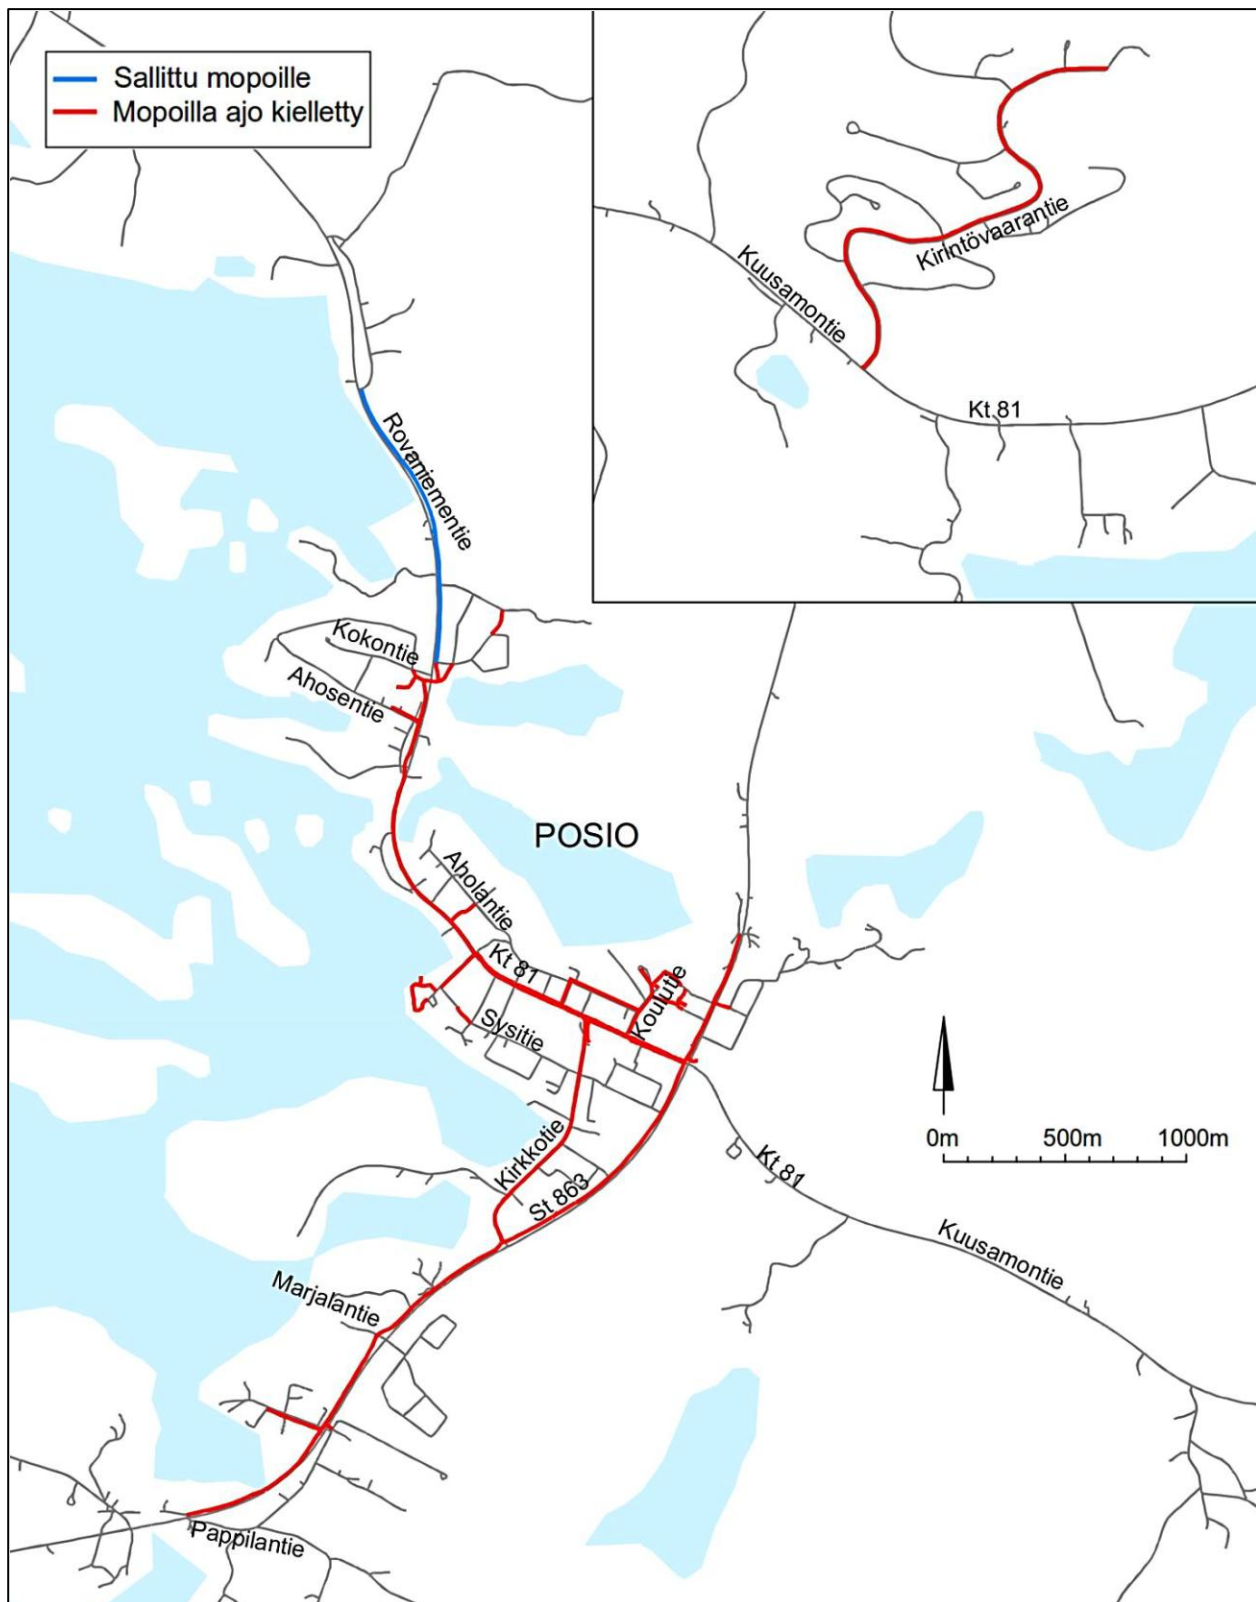 Sallittu mopoille
Mopoilla ajo kielletty
Kirintövaarantie
Kuusamontie
Kt 81
Rovaniementie
Kokontie
Ahosentie
POSIO
Aholantie
Kt 81
Koulutie
Sysitie
Kirkkotie
St 863
Kt 81
0m 500m 1000m
Kuusamontie
Marjalantie
Pappilantie